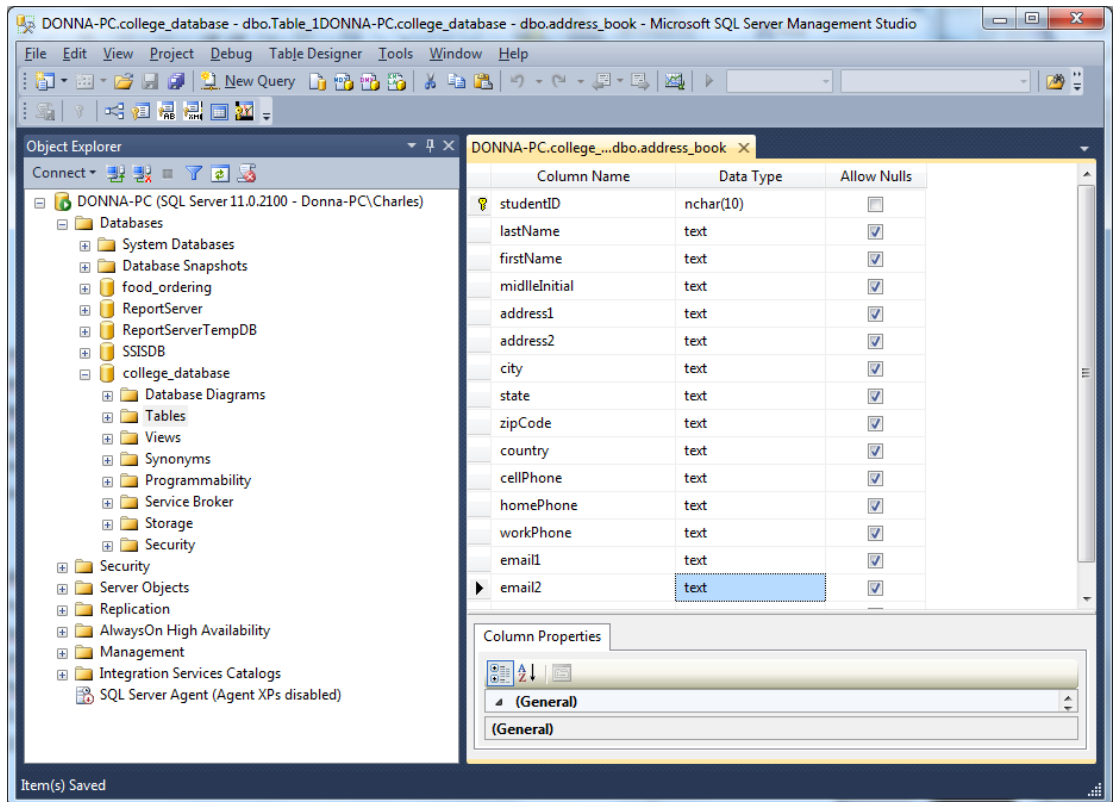 DONNA-PC.college_database - dbo.Table_1DONNA-PC.college_database - dbo.address_book - Microsoft SQL Server Management Studio
File Edit View Project Debug Table Designer Tools Window Help
New Query
Object Explorer
Connect
DONNA-PC (SQL Server 11.0.2100 - Donna-PC\Charles)
Databases
System Databases
Database Snapshots
food_ordering
ReportServer
ReportServerTempDB
SSISDB
college_database
Database Diagrams
Tables
Views
Synonyms
Programmability
Service Broker
Storage
Security
Security
Server Objects
Replication
AlwaysOn High Availability
Management
Integration Services Catalogs
SQL Server Agent (Agent XPs disabled)
DONNA-PC.college_...dbo.address_book
Column Name Data Type Allow Nulls
studentID nchar(10)
lastName text
firstName text
midlleInitial text
address1 text
address2 text
city text
state text
zipCode text
country text
cellPhone text
homePhone text
workPhone text
email1 text
email2 text
Column Properties
(General)
(General)
Item(s) Saved